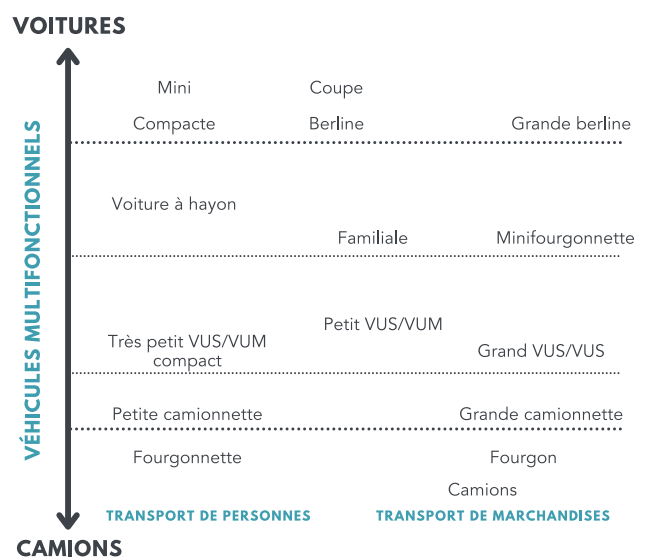 VOITURES
VÉHICULES MULTIFONCTIONNELS
Mini
Coupe
Compacte
Berline
Grande berline
Voiture à hayon
Familiale
Minifourgonnette
Petit VUS/VUM
Très petit VUS/VUM
compact
Grand VUS/VUS
Petite camionnette
Grande camionnette
Fourgonnette
Fourgon
Camions
TRANSPORT DE PERSONNES
TRANSPORT DE MARCHANDISES
CAMIONS